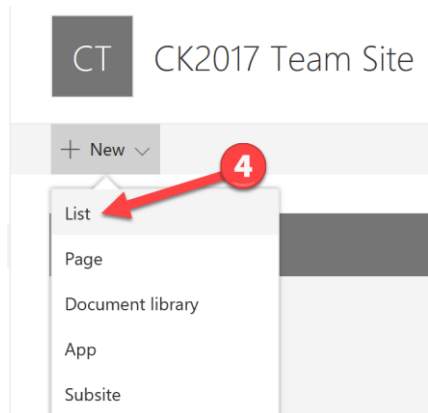 CT CK2017 Team Site
+ New
4
List
Page
Document library
App
Subsite